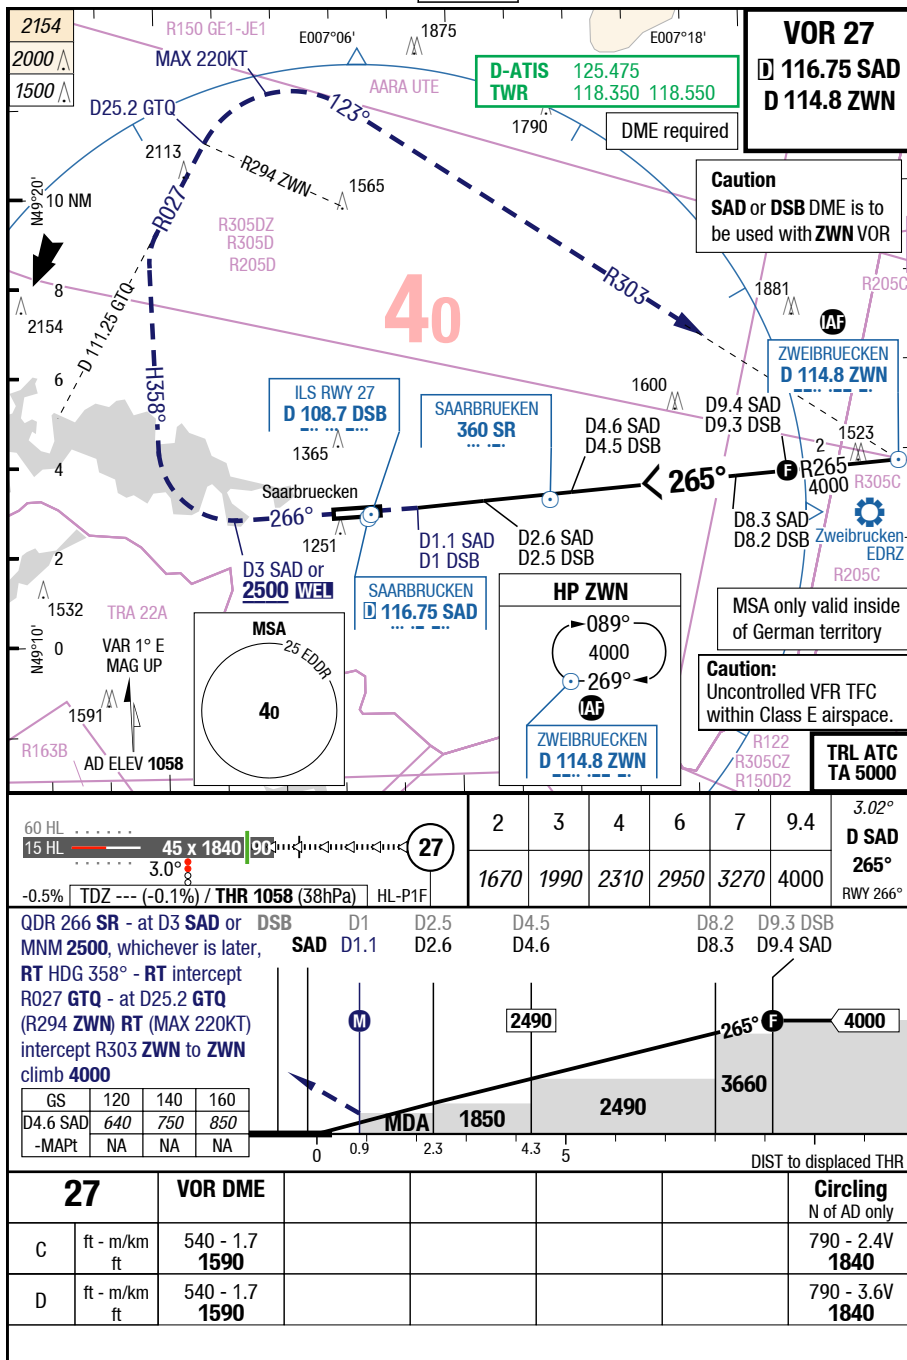 2154
2000
1500
R150 GE1-JE1
MAX 220KT
D25.2 GTQ
E007°06'
1875
AARA UTE
E007°18'
D-ATIS 125.475
TWR 118.350 118.550
1790
DME required
VOR 27
D 116.75 SAD
D 114.8 ZWN
Caution
SAD or DSB DME is to
be used with ZWN VOR
N49°20'
10 NM
8
6
4
2
0
N49°10'
2113
R027
123°
R294 ZWN
1565
R305DZ
R305D
R205D
R303
40
2154
D 111.25 GTQ
H358°
1881
R205C
IAF
ZWEIBRUECKEN
D 114.8 ZWN
ILS RWY 27
D 108.7 DSB
1365
SAARBRUEKEN
360 SR
1600
D4.6 SAD
D4.5 DSB
D9.4 SAD
D9.3 DSB
2
1523
F
R265
4000
R305C
265°
Saarbruecken
266°
1251
D1.1 SAD
D1 DSB
D2.6 SAD
D2.5 DSB
D8.3 SAD
D8.2 DSB
Zweibrucken-
EDRZ
R205C
D3 SAD or
2500 WEL
SAARBRUCKEN
D 116.75 SAD
1532
TRA 22A
VAR 1° E
MAG UP
1591
R163B
AD ELEV 1058
MSA
25 EDDR
40
HP ZWN
089°
4000
269°
IAF
ZWEIBRUECKEN
D 114.8 ZWN
MSA only valid inside
of German territory
Caution:
Uncontrolled VFR TFC
within Class E airspace.
R122
R305CZ
R150D2
TRL ATC
TA 5000
60 HL
15 HL
45 x 1840 90
27
3.0°
-0.5% TDZ --- (-0.1%) / THR 1058 (38hPa) HL-P1F
2 3 4 6 7 9.4
1670 1990 2310 2950 3270 4000
3.02°
D SAD
265°
RWY 266°
QDR 266 SR - at D3 SAD or
MNM 2500, whichever is later,
RT HDG 358° - RT intercept
R027 GTQ - at D25.2 GTQ
(R294 ZWN) RT (MAX 220KT)
intercept R303 ZWN to ZWN
climb 4000
DSB D1 D2.5 D4.5 D8.2 D9.3 DSB
SAD D1.1 D2.6 D4.6 D8.3 D9.4 SAD
M
2490
265°
F
4000
MDA
1850
2490
3660
GS 120 140 160
D4.6 SAD 640 750 850
-MAPt NA NA NA
0 0.9 2.3 4.3 5
DIST to displaced THR
27 VOR DME Circling
N of AD only
C ft - m/km 540 - 1.7 790 - 2.4V
ft 1590 1840
D ft - m/km 540 - 1.7 790 - 3.6V
ft 1590 1840